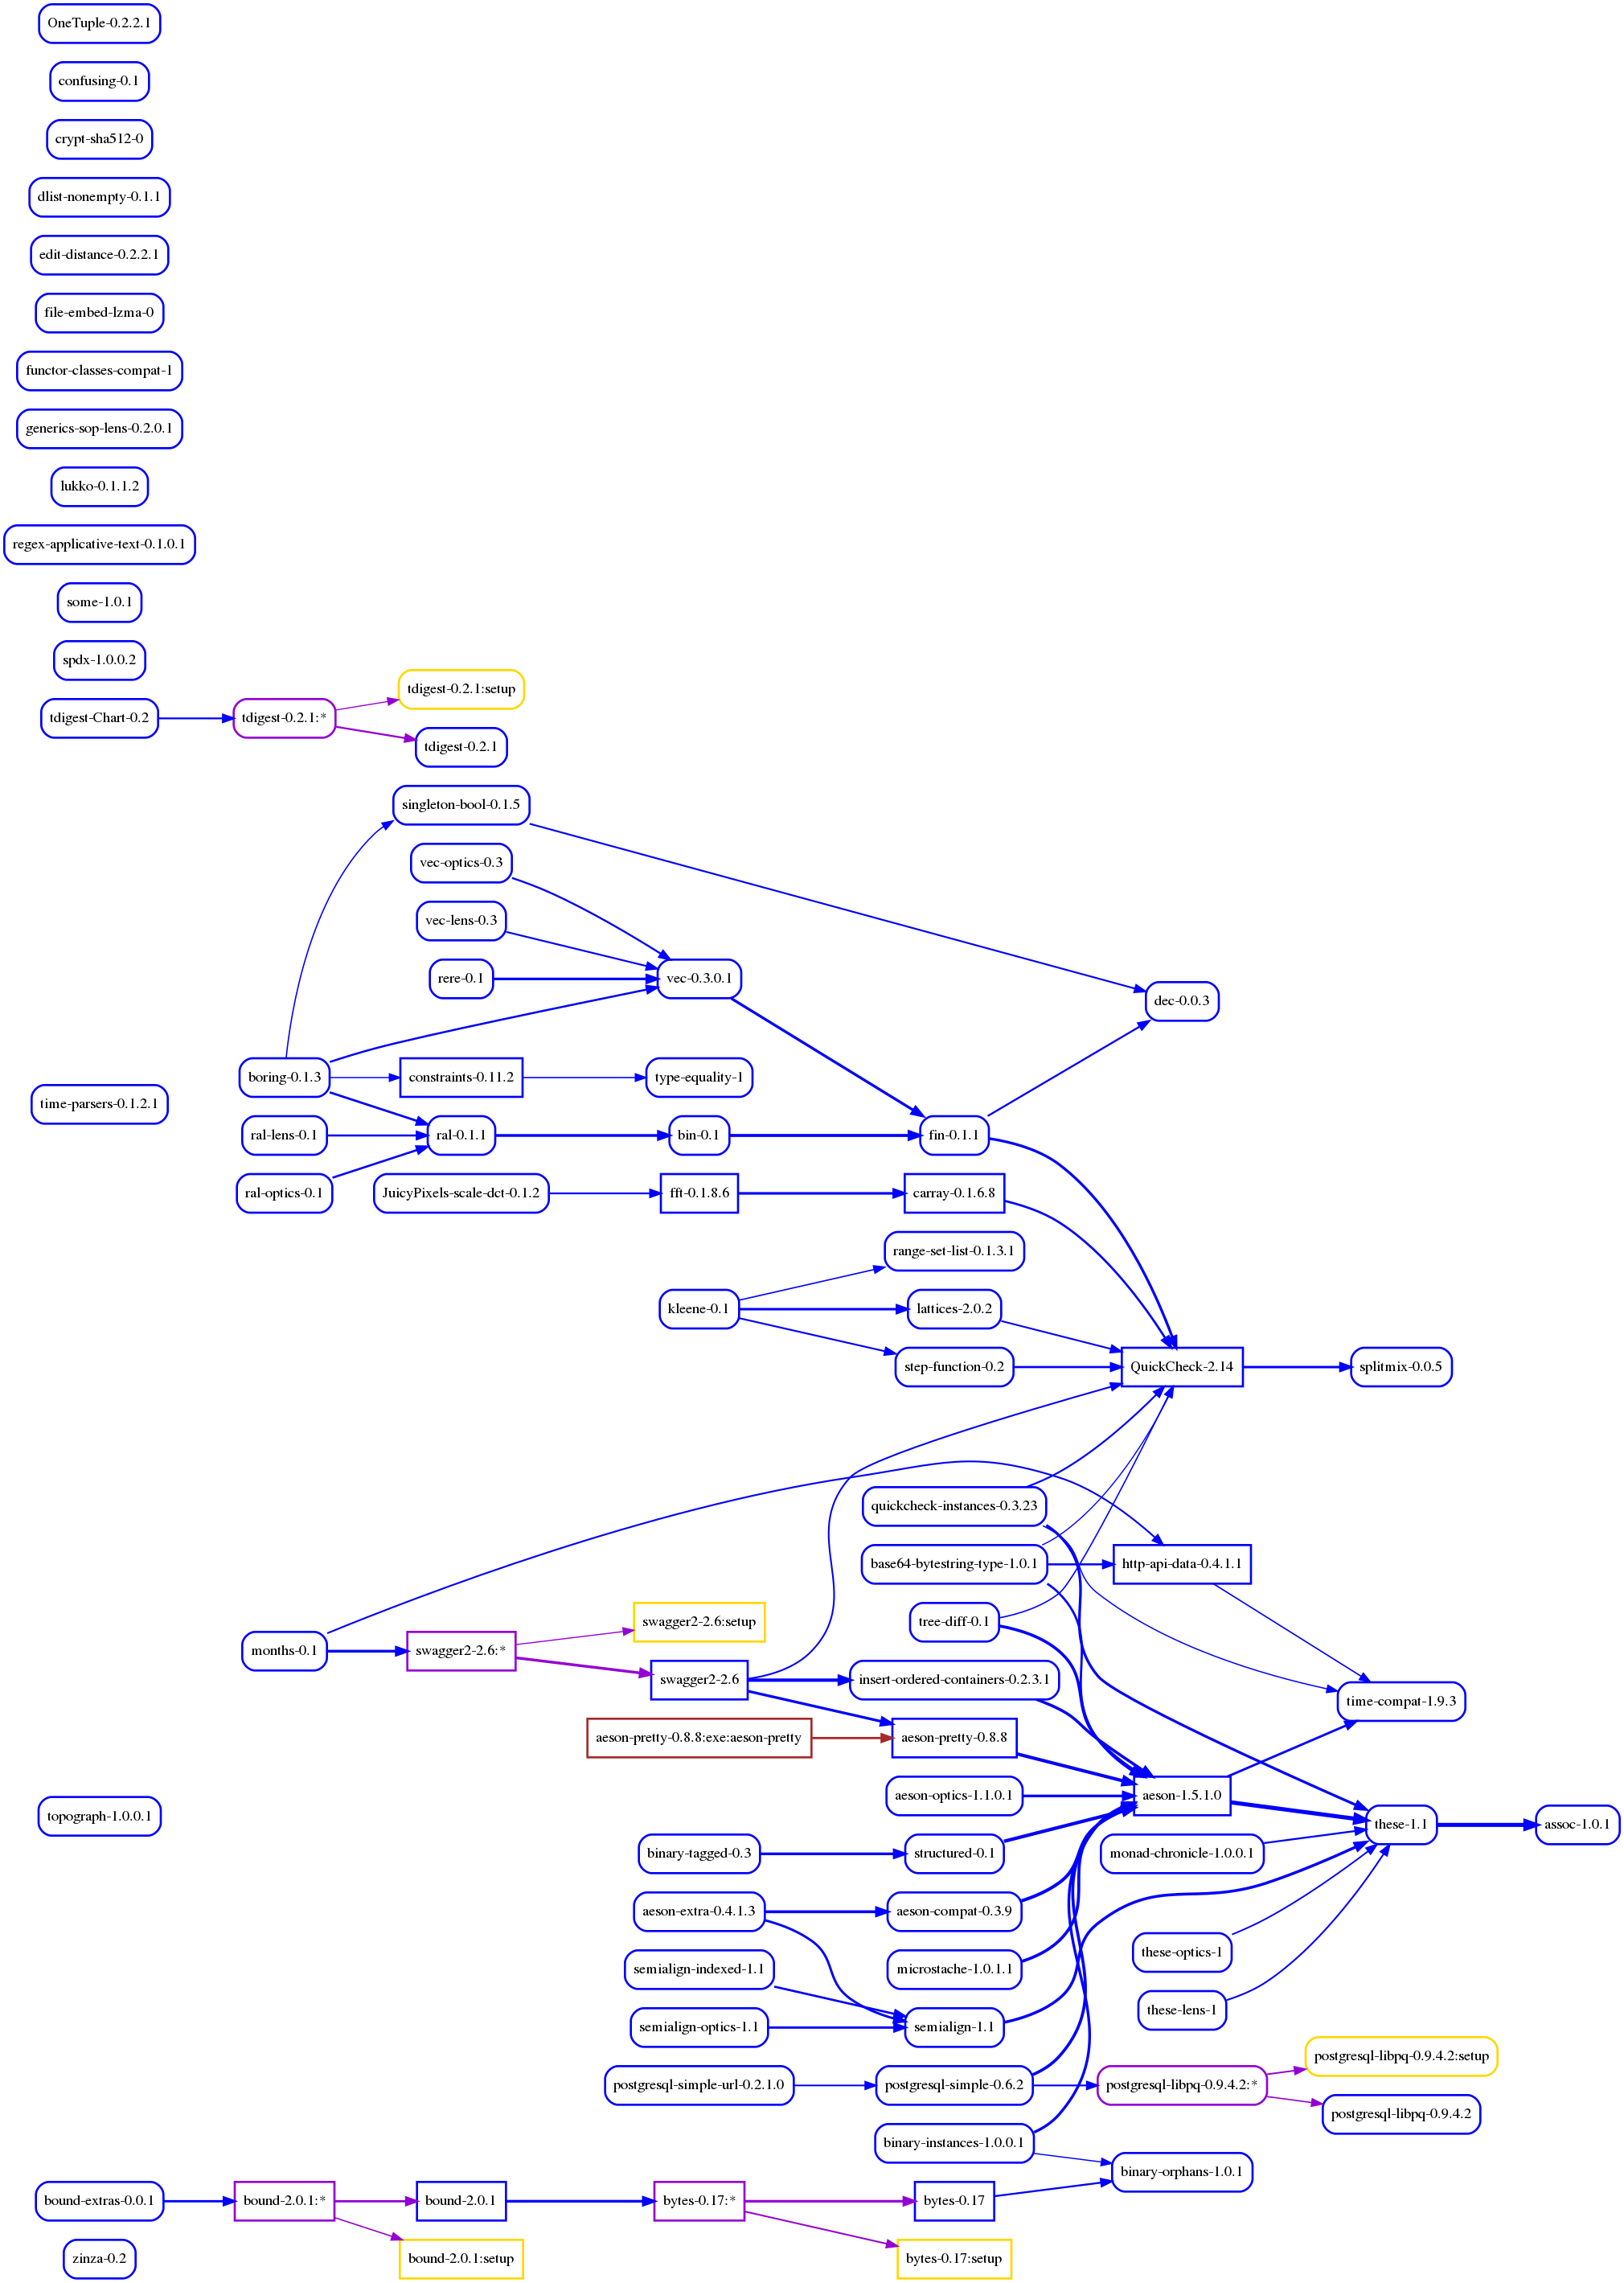 OneTuple-0.2.2.1
confusing-0.1
crypt-sha512-0
dlist-nonempty-0.1.1
edit-distance-0.2.2.1
file-embed-lzma-0
functor-classes-compat-1
generics-sop-lens-0.2.0.1
lukko-0.1.1.2
regex-applicative-text-0.1.0.1
some-1.0.1
spdx-1.0.0.2
tdigest-0.2.1:setup
tdigest-Chart-0.2
tdigest-0.2.1:*
tdigest-0.2.1
singleton-bool-0.1.5
vec-optics-0.3
vec-lens-0.3
rere-0.1
vec-0.3.0.1
dec-0.0.3
boring-0.1.3
constraints-0.11.2
type-equality-1
time-parsers-0.1.2.1
ral-lens-0.1
ral-0.1.1
bin-0.1
fin-0.1.1
ral-optics-0.1
JuicyPixels-scale-dct-0.1.2
fft-0.1.8.6
carray-0.1.6.8
range-set-list-0.1.3.1
kleene-0.1
lattices-2.0.2
step-function-0.2
QuickCheck-2.14
splitmix-0.0.5
quickcheck-instances-0.3.23
base64-bytestring-type-1.0.1
http-api-data-0.4.1.1
tree-diff-0.1
swagger2-2.6:setup
months-0.1
swagger2-2.6:*
swagger2-2.6
insert-ordered-containers-0.2.3.1
time-compat-1.9.3
aeson-pretty-0.8.8:exe:aeson-pretty
aeson-pretty-0.8.8
aeson-optics-1.1.0.1
aeson-1.5.1.0
topograph-1.0.0.1
these-1.1
assoc-1.0.1
binary-tagged-0.3
structured-0.1
monad-chronicle-1.0.0.1
aeson-extra-0.4.1.3
aeson-compat-0.3.9
these-optics-1
semialign-indexed-1.1
microstache-1.0.1.1
these-lens-1
semialign-optics-1.1
semialign-1.1
postgresql-libpq-0.9.4.2:setup
postgresql-simple-url-0.2.1.0
postgresql-simple-0.6.2
postgresql-libpq-0.9.4.2:*
postgresql-libpq-0.9.4.2
binary-instances-1.0.0.1
binary-orphans-1.0.1
bound-extras-0.0.1
bound-2.0.1:*
bound-2.0.1
bytes-0.17:*
bytes-0.17
zinza-0.2
bound-2.0.1:setup
bytes-0.17:setup